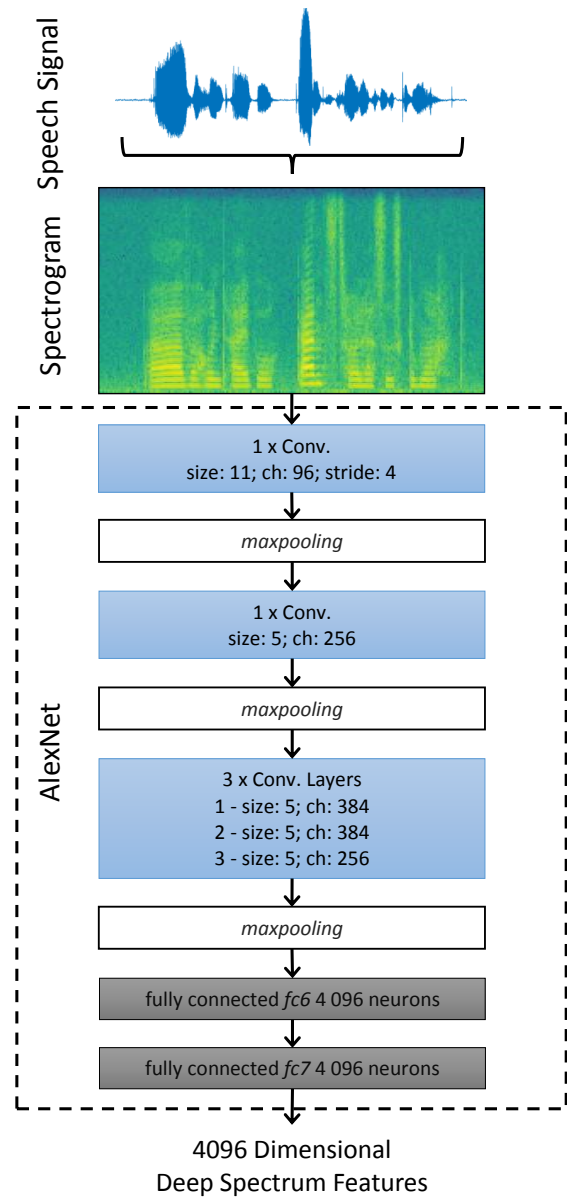 Speech Signal
Spectrogram
1 x Conv.
size: 11; ch: 96; stride: 4
maxpooling
1 x Conv.
size: 5; ch: 256
maxpooling
AlexNet
3 x Conv. Layers
1 - size: 5; ch: 384
2 - size: 5; ch: 384
3 - size: 5; ch: 256
maxpooling
fully connected fc6 4 096 neurons
fully connected fc7 4 096 neurons
4096 Dimensional
Deep Spectrum Features